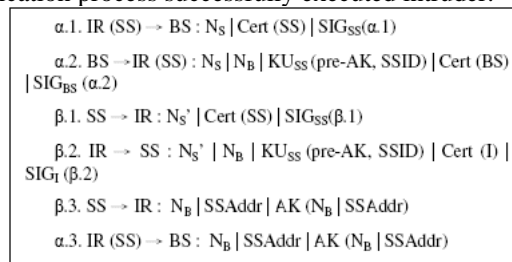 ication process successfully executed intruder.
α.1. IR (SS) → BS : N_S | Cert (SS) | SIG_SS(α.1)
α.2. BS →IR (SS) : N_S | N_B | KU_SS (pre-AK, SSID) | Cert (BS)
| SIG_BS (α.2)
β.1. SS → IR : N_S' | Cert (SS) | SIG_SS(β.1)
β.2. IR → SS : N_S' | N_B | KU_SS (pre-AK, SSID) | Cert (I) |
SIG_I (β.2)
β.3. SS → IR : N_B | SSAddr | AK (N_B | SSAddr)
α.3. IR (SS) → BS : N_B | SSAddr | AK (N_B | SSAddr)